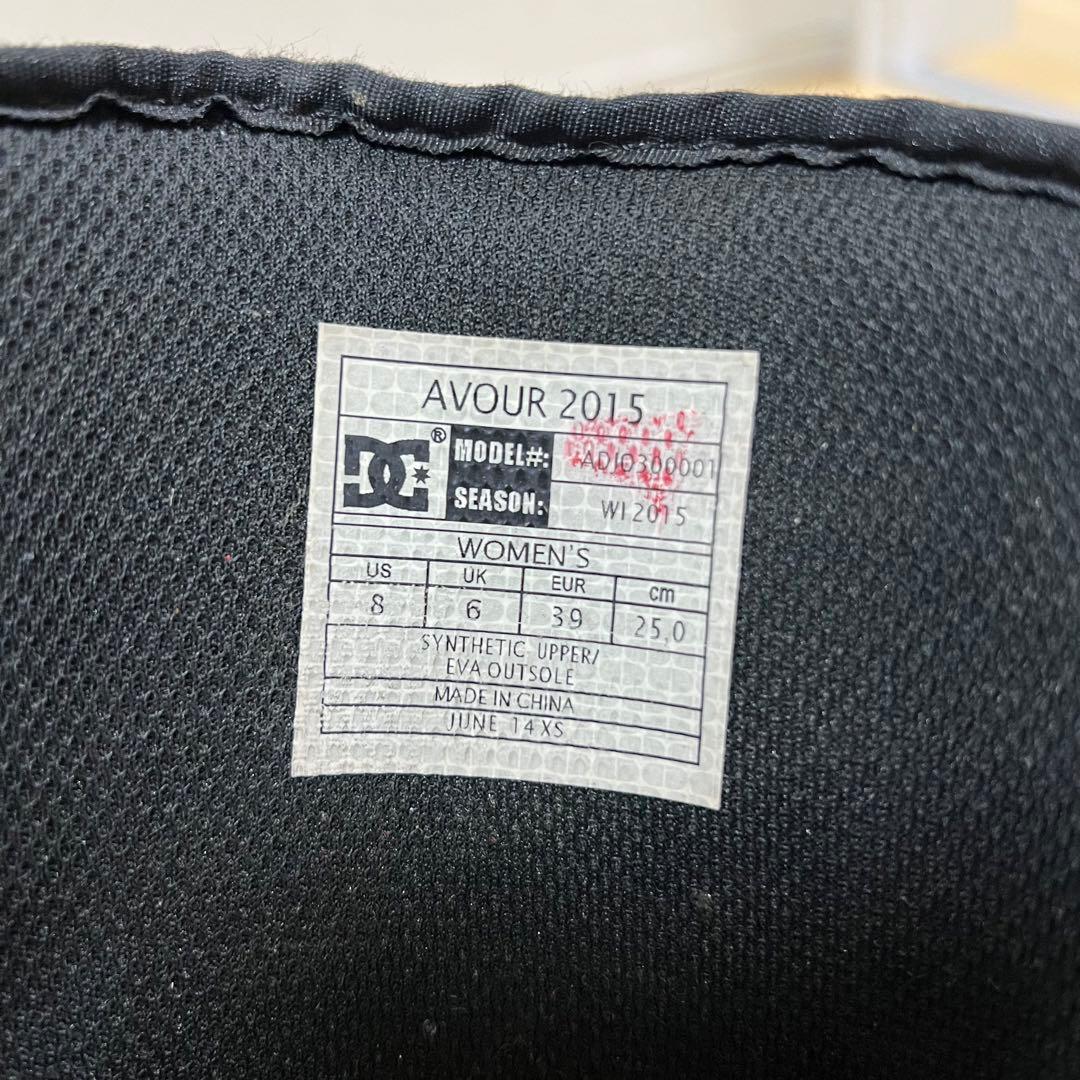 AVOUR 2015
DC ®
MODEL#: ADJO300001
SEASON: WI 2015
WOMEN'S
US UK EUR cm
8 6 39 25.0
SYNTHETIC UPPER/
EVA OUTSOLE
MADE IN CHINA
JUNE 14 XS